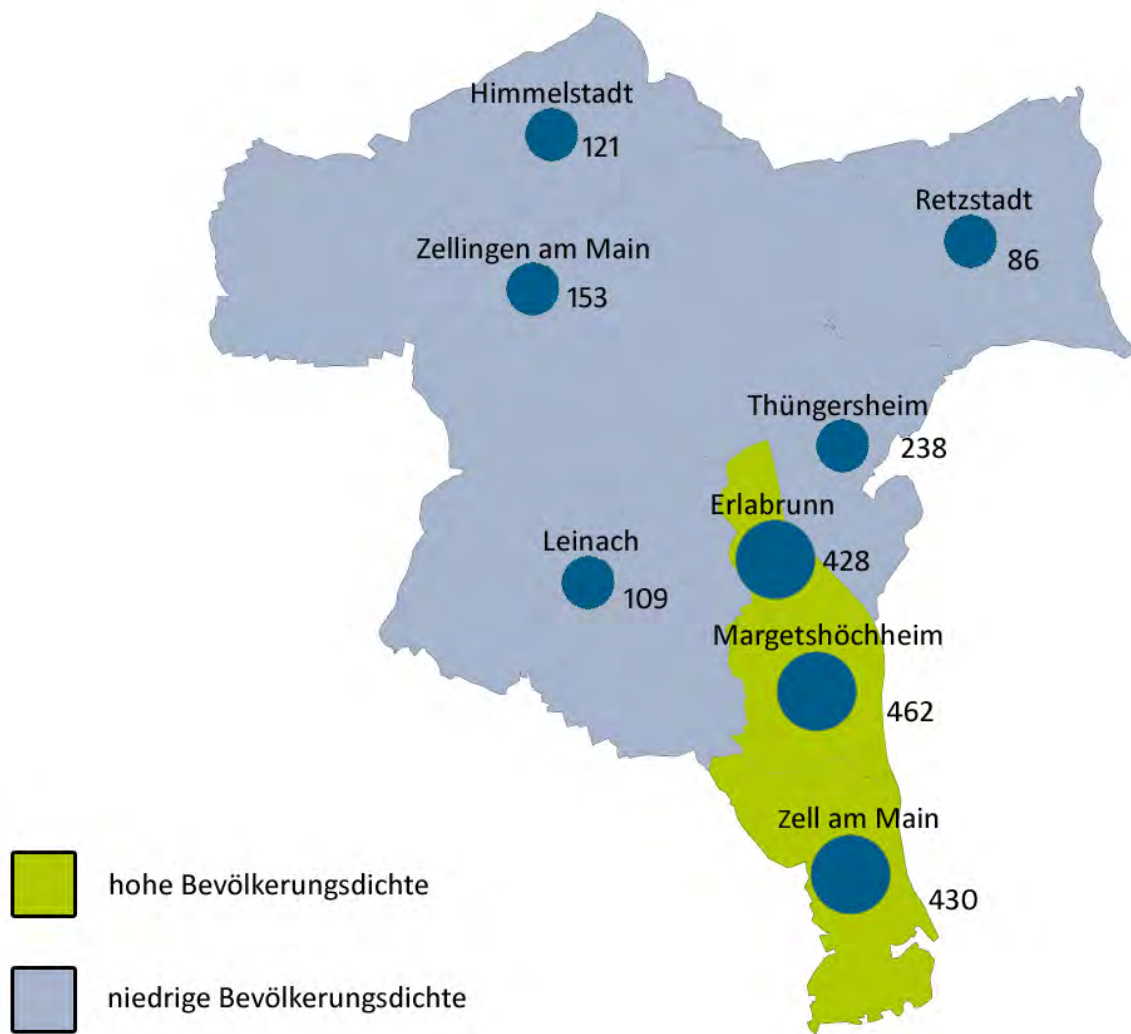 Himmelstadt
121
Retzstadt
86
Zellingen am Main
153
Thüngersheim
238
Erlabrunn
428
Leinach
109
Margetshöchheim
462
Zell am Main
430
hohe Bevölkerungsdichte
niedrige Bevölkerungsdichte